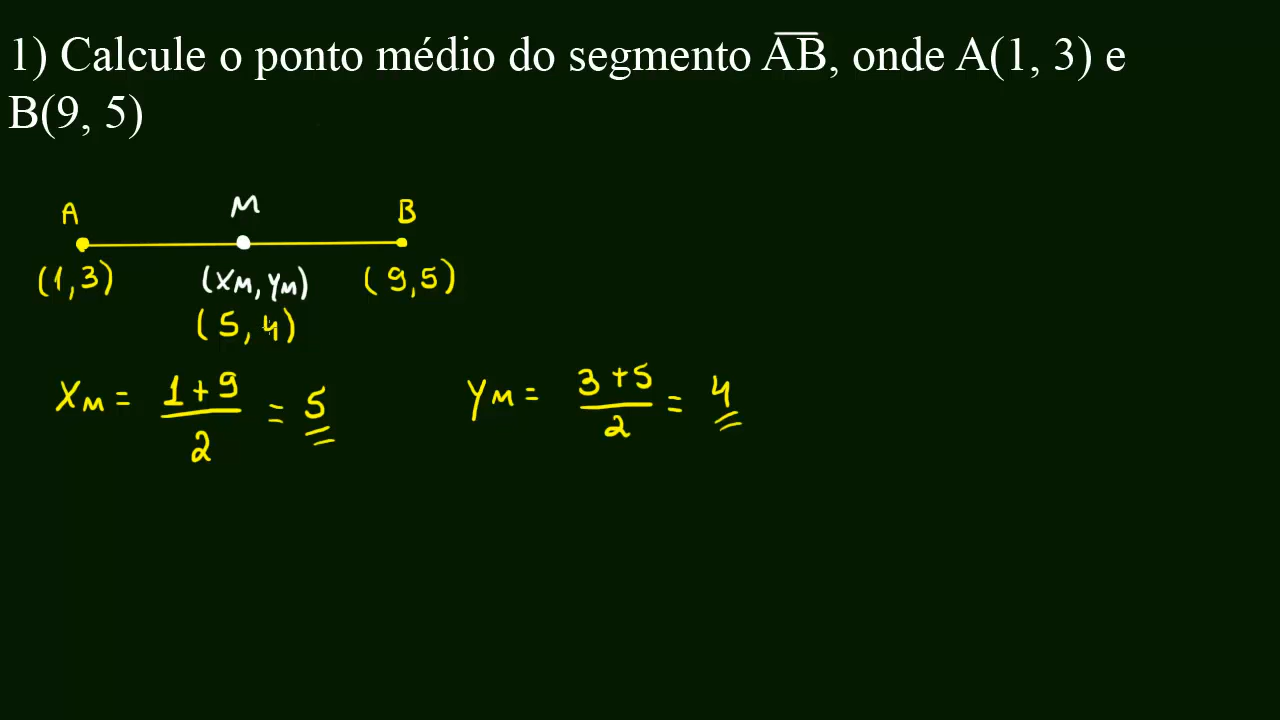 1) Calcule o ponto médio do segmento A̅B̅, onde A(1, 3) e
B(9, 5)
A M B
(1,3) (XM, YM) (9,5)
(5,4)
XM = 1+9/2 = 5 YM = 3+5/2 = 4